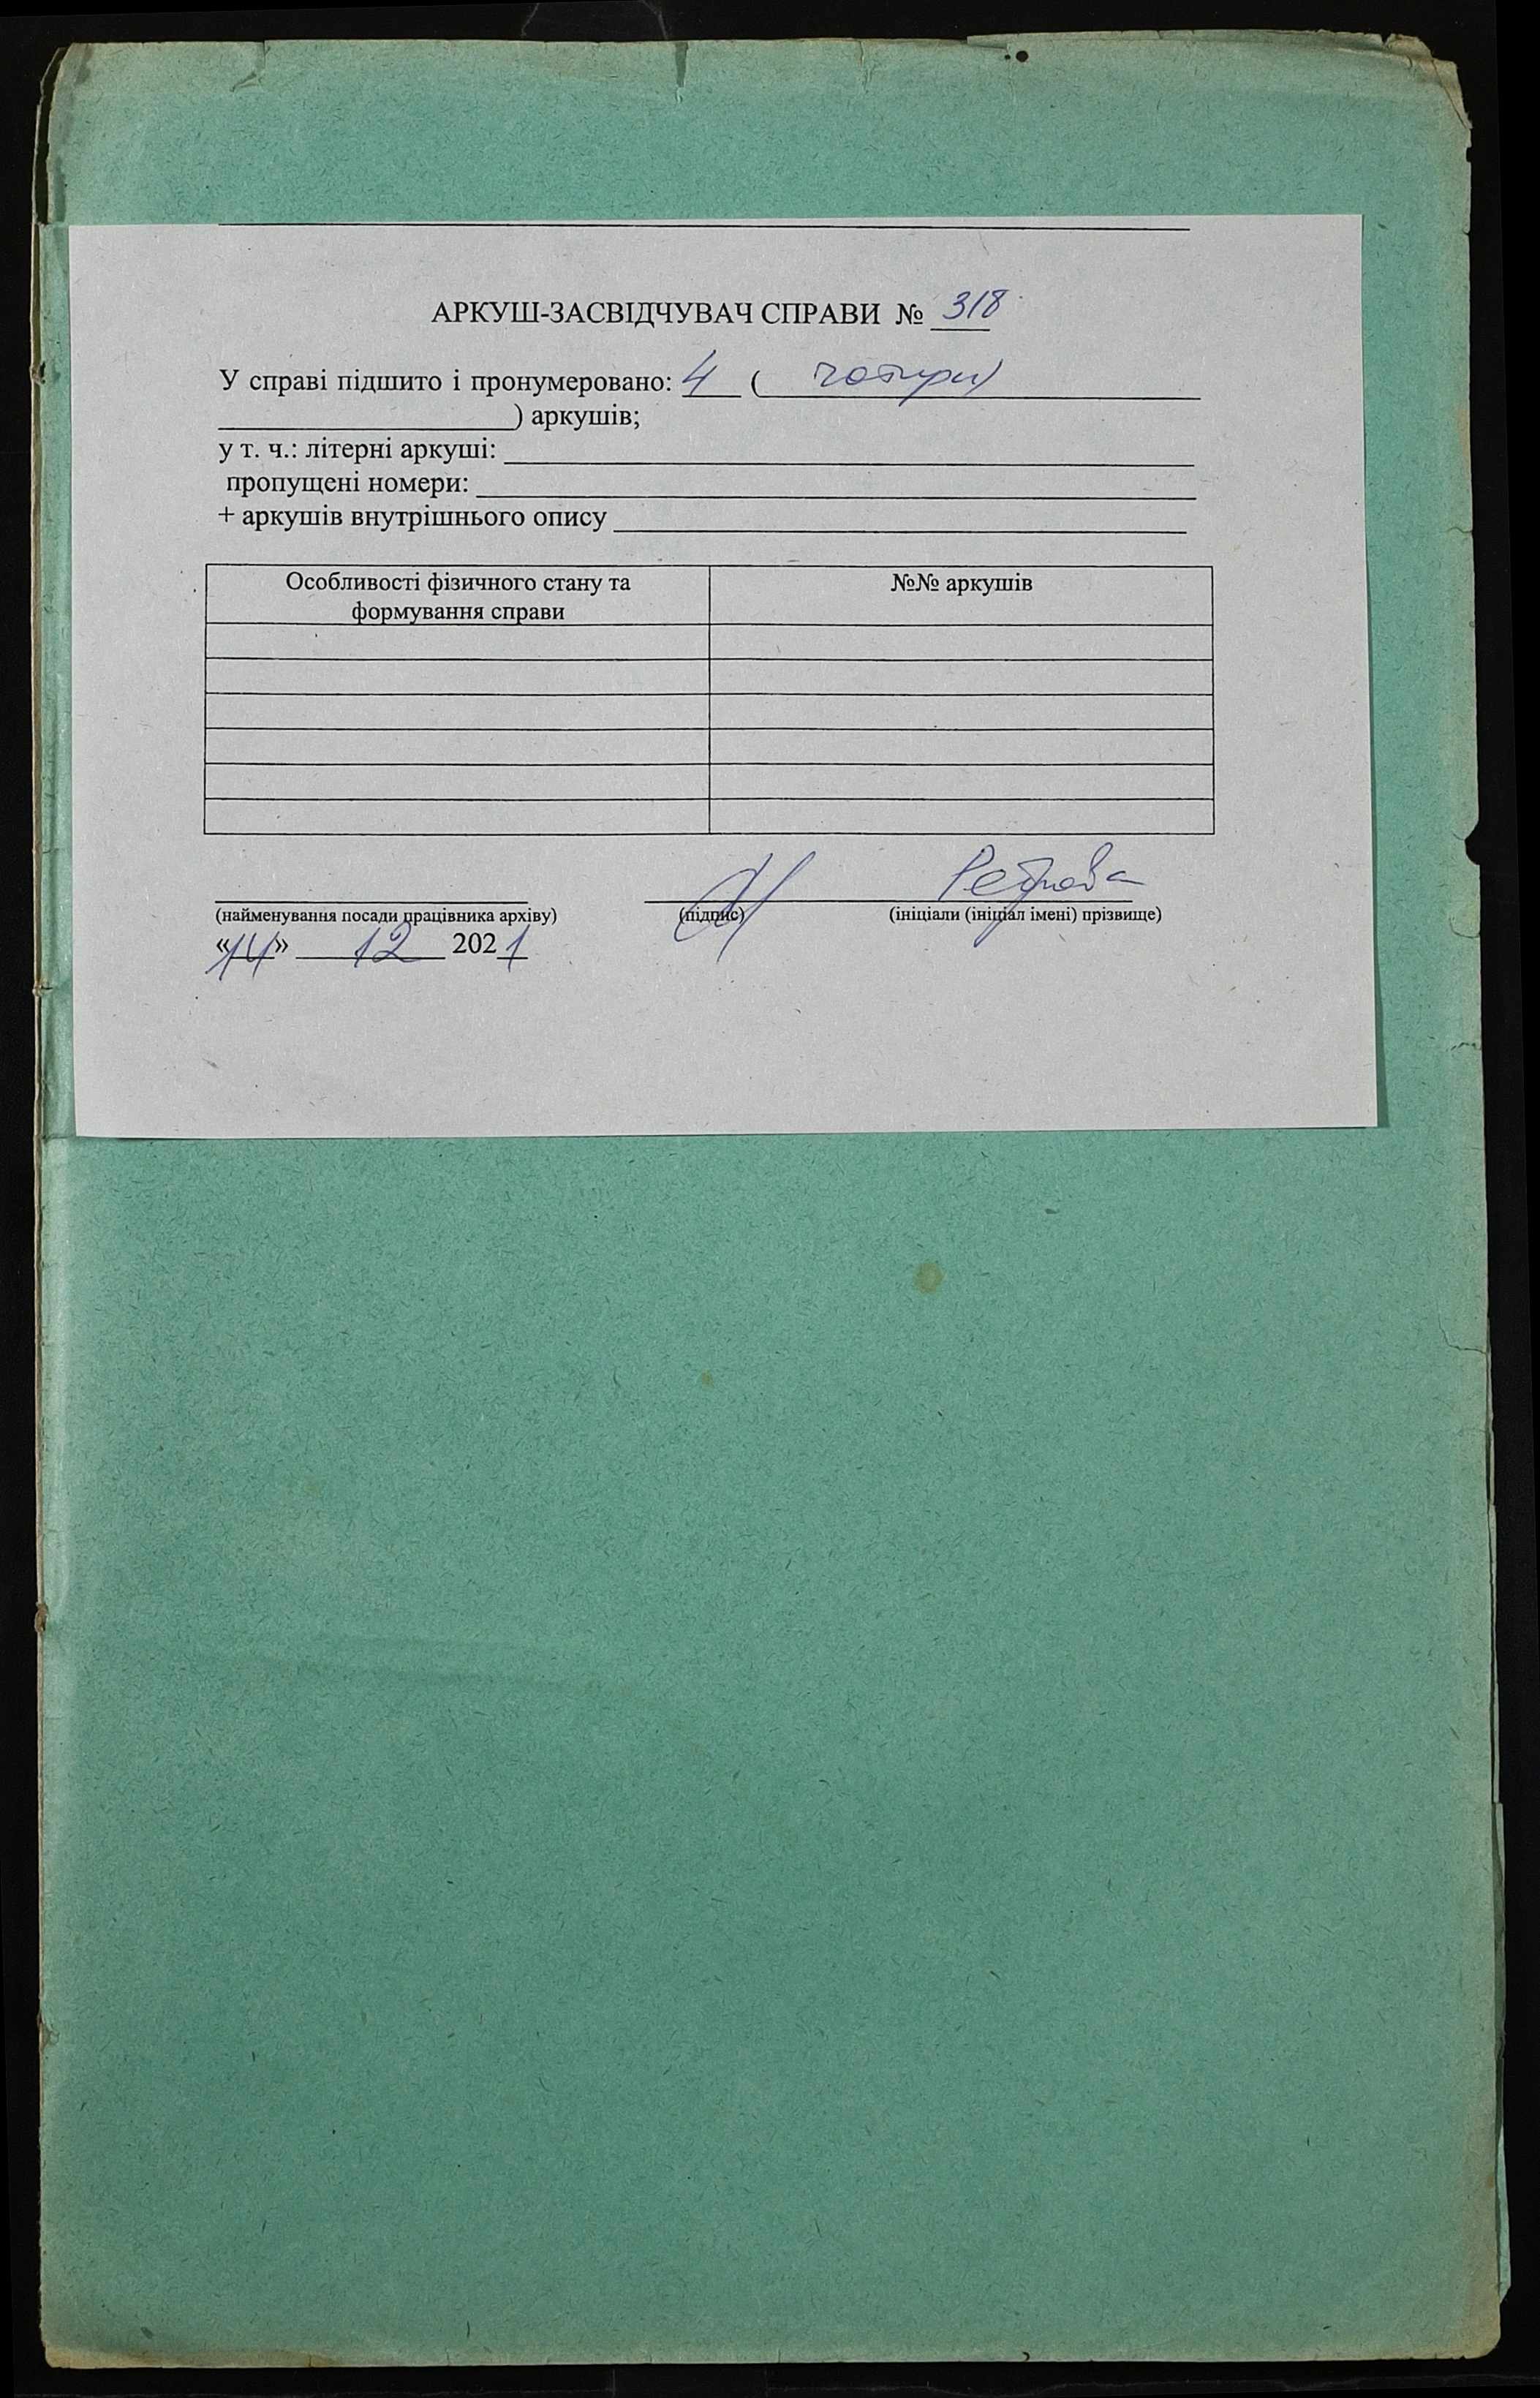 АРКУШ-ЗАСВІДЧУВАЧ СПРАВИ № 318
У справі підшито і пронумеровано: 4 ( чотири)
) аркушів;
у т. ч.: літерні аркуші:
пропущені номери:
+ аркушів внутрішнього опису
Особливості фізичного стану та
формування справи
№№ аркушів
(найменування посади працівника архіву)
(підпис)
(ініціали (ініціал імені) прізвище)
«14» 12 2021